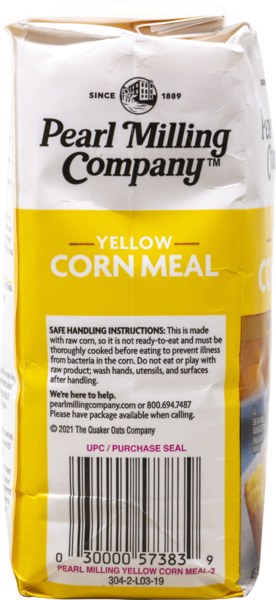 SINCE 1889
Pearl Milling
Company™
YELLOW
CORN MEAL
SAFE HANDLING INSTRUCTIONS: This is made
with raw corn, so it is not ready-to-eat and must be
thoroughly cooked before eating to prevent illness
from bacteria in the corn. Do not eat or play with
raw product; wash hands, utensils, and surfaces
after handling.
We're here to help.
pearlmillingcompany.com or 800.694.7487
Please have package available when calling.
© 2021 The Quaker Oats Company
UPC / PURCHASE SEAL
0 30000 57383 9
PEARL MILLING YELLOW CORN MEAL-2
304-2-L03-19